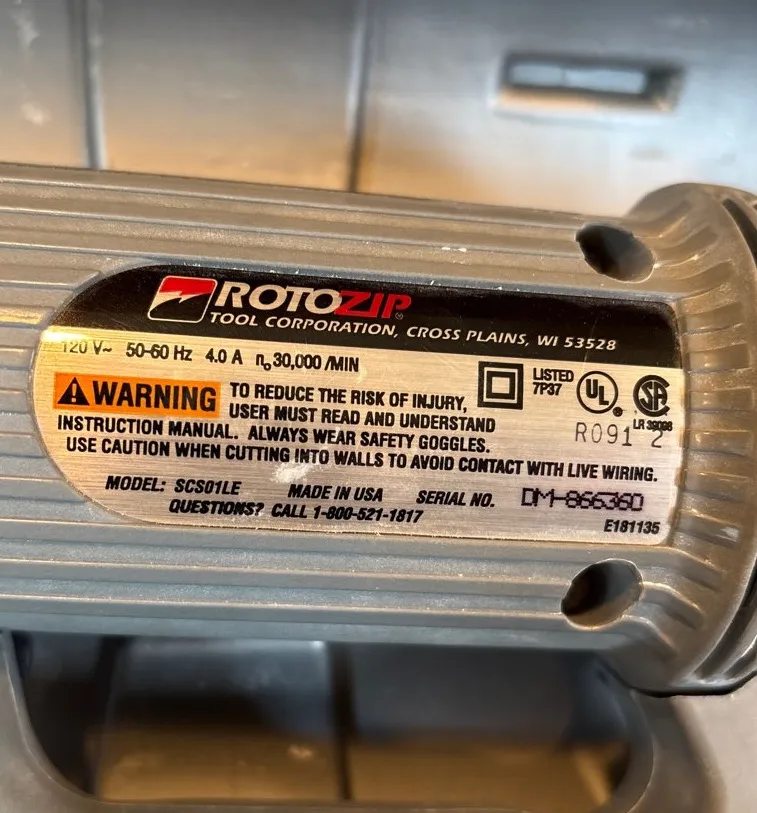 ROTOZIP®
TOOL CORPORATION, CROSS PLAINS, WI 53528
120 V~ 50-60 Hz 4.0 A n₀ 30,000 /MIN
WARNING TO REDUCE THE RISK OF INJURY,
USER MUST READ AND UNDERSTAND
INSTRUCTION MANUAL. ALWAYS WEAR SAFETY GOGGLES.
USE CAUTION WHEN CUTTING INTO WALLS TO AVOID CONTACT WITH LIVE WIRING.
LISTED
7P37
UL®
SA
R091 2
MODEL: SCS01LE MADE IN USA SERIAL NO. DM-866360
QUESTIONS? CALL 1-800-521-1817
E181135